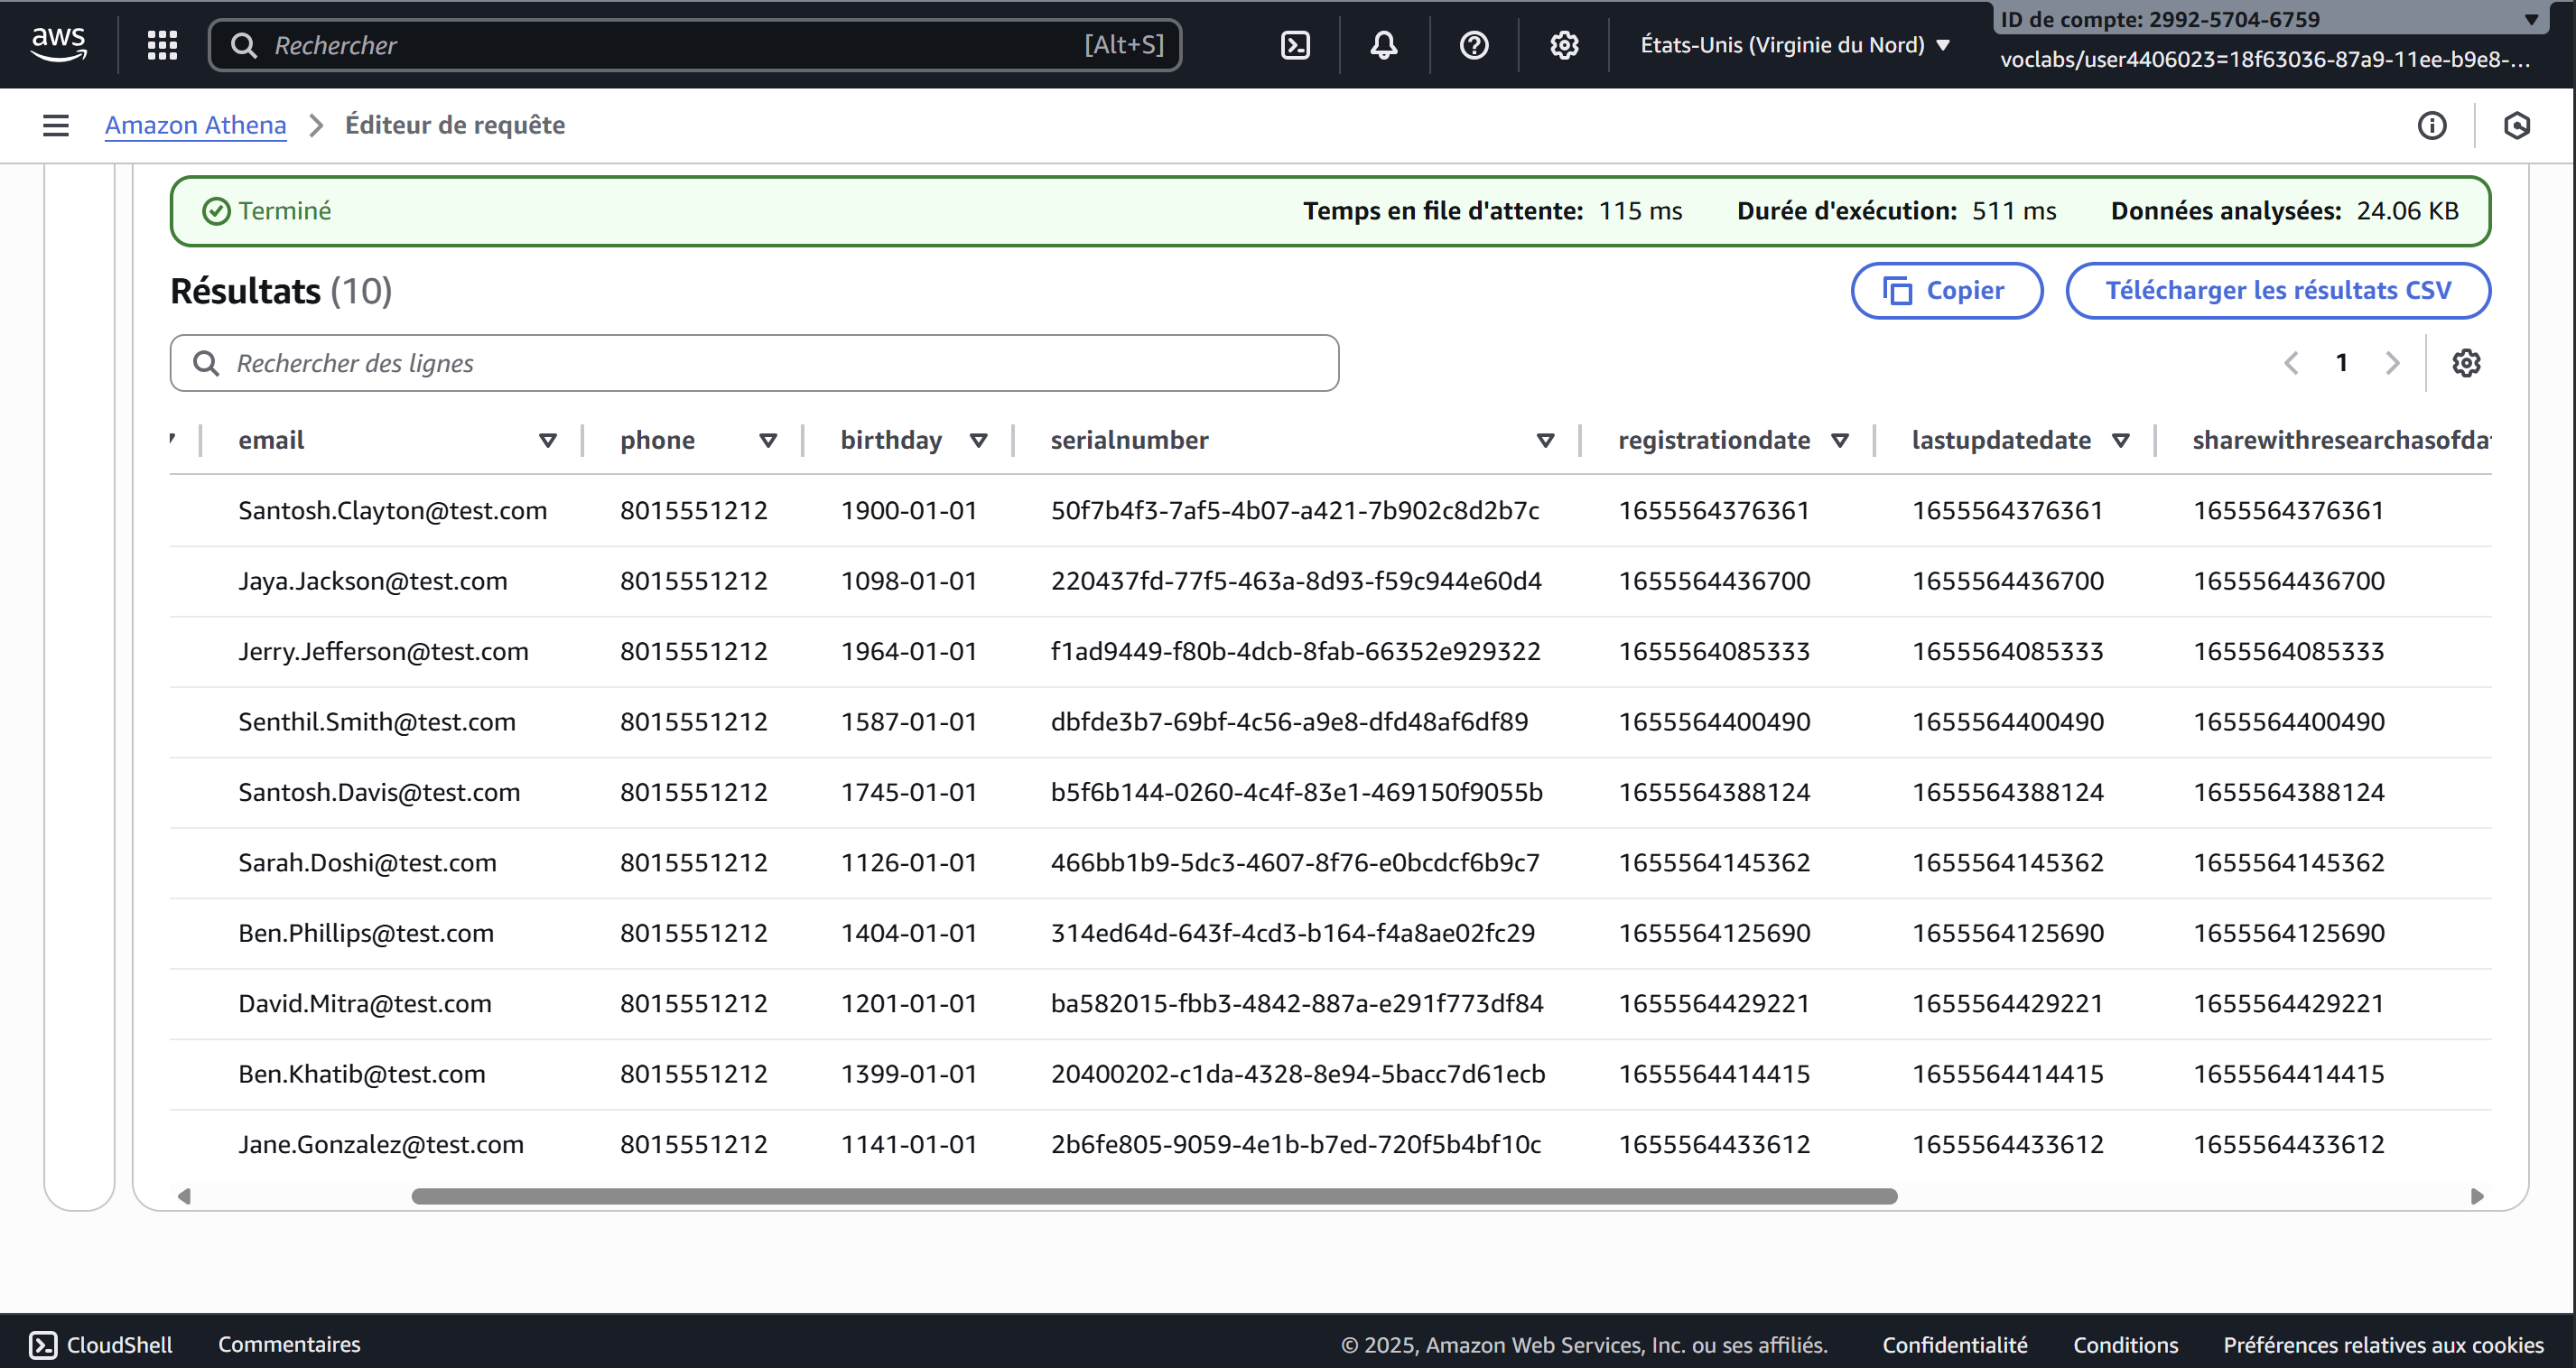 ID de compte: 2992-5704-6759
aws
Rechercher [Alt+S] États-Unis (Virginie du Nord) voclabs/user4406023=18f63036-87a9-11ee-b9e8-...
Amazon Athena > Éditeur de requête
Terminé Temps en file d'attente: 115 ms Durée d'exécution: 511 ms Données analysées: 24.06 KB
Résultats (10) Copier Télécharger les résultats CSV
Rechercher des lignes 1
email phone birthday serialnumber registrationdate lastupdatedate sharewithresearchasofda
Santosh.Clayton@test.com 8015551212 1900-01-01 50f7b4f3-7af5-4b07-a421-7b902c8d2b7c 1655564376361 1655564376361 1655564376361
Jaya.Jackson@test.com 8015551212 1098-01-01 220437fd-77f5-463a-8d93-f59c944e60d4 1655564436700 1655564436700 1655564436700
Jerry.Jefferson@test.com 8015551212 1964-01-01 f1ad9449-f80b-4dcb-8fab-66352e929322 1655564085333 1655564085333 1655564085333
Senthil.Smith@test.com 8015551212 1587-01-01 dbfde3b7-69bf-4c56-a9e8-dfd48af6df89 1655564400490 1655564400490 1655564400490
Santosh.Davis@test.com 8015551212 1745-01-01 b5f6b144-0260-4c4f-83e1-469150f9055b 1655564388124 1655564388124 1655564388124
Sarah.Doshi@test.com 8015551212 1126-01-01 466bb1b9-5dc3-4607-8f76-e0bcdcf6b9c7 1655564145362 1655564145362 1655564145362
Ben.Phillips@test.com 8015551212 1404-01-01 314ed64d-643f-4cd3-b164-f4a8ae02fc29 1655564125690 1655564125690 1655564125690
David.Mitra@test.com 8015551212 1201-01-01 ba582015-fbb3-4842-887a-e291f773df84 1655564429221 1655564429221 1655564429221
Ben.Khatib@test.com 8015551212 1399-01-01 20400202-c1da-4328-8e94-5bacc7d61ecb 1655564414415 1655564414415 1655564414415
Jane.Gonzalez@test.com 8015551212 1141-01-01 2b6fe805-9059-4e1b-b7ed-720f5b4bf10c 1655564433612 1655564433612 1655564433612
CloudShell Commentaires © 2025, Amazon Web Services, Inc. ou ses affiliés. Confidentialité Conditions Préférences relatives aux cookies